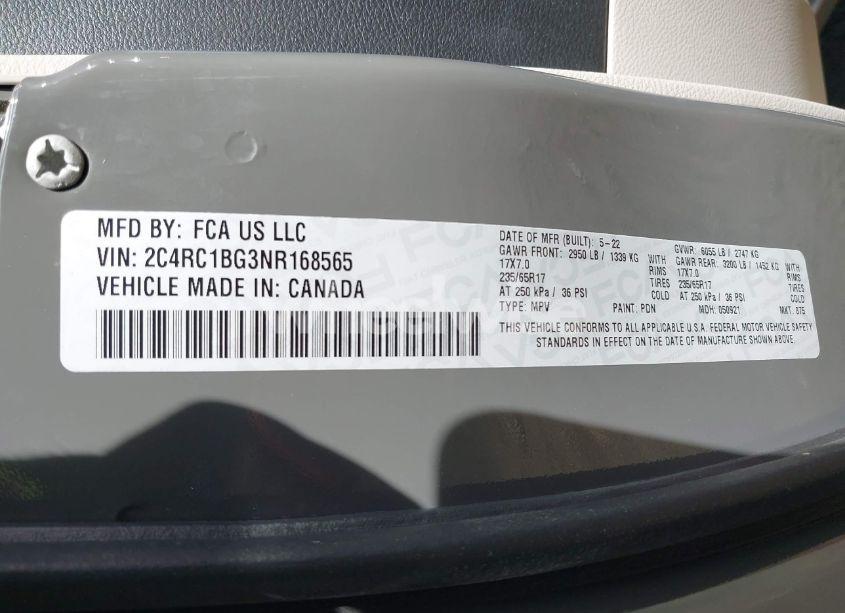 MFD BY: FCA US LLC
VIN: 2C4RC1BG3NR168565
VEHICLE MADE IN: CANADA
DATE OF MFR (BUILT): 5-22 GVWR: 6055 LB / 2747 KG
GAWR FRONT: 2950 LB / 1339 KG GAWR REAR: 3200 LB / 1452 KG
17X7.0 RIMS 17X7.0 RIMS
235/65R17 TIRES 235/65R17 TIRES
AT 250 kPa / 36 PSI COLD AT 250 kPa / 36 PSI COLD
TYPE: MPV PAINT: PDN MDH: 050921 MKT: 875
THIS VEHICLE CONFORMS TO ALL APPLICABLE U.S.A. FEDERAL MOTOR VEHICLE SAFETY
STANDARDS IN EFFECT ON THE DATE OF MANUFACTURE SHOWN ABOVE.